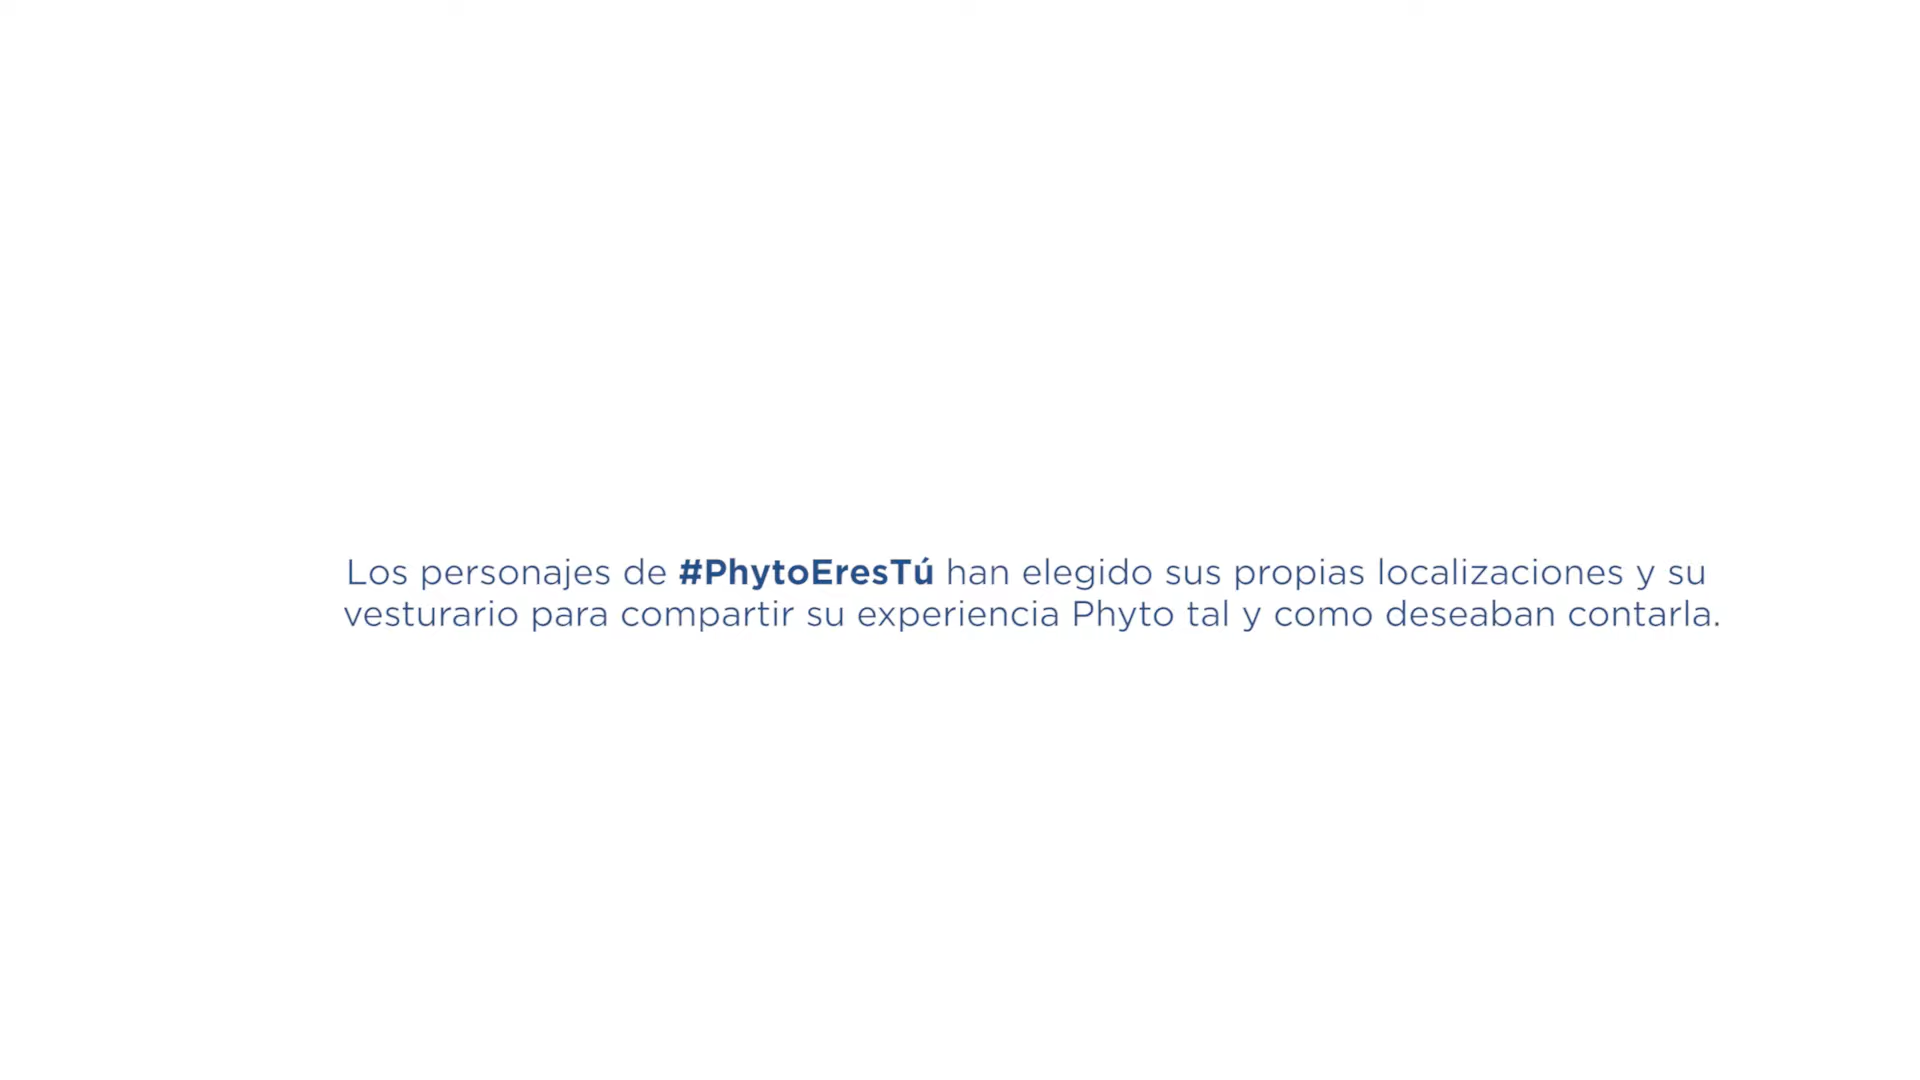 Los personajes de #PhytoEresTú han elegido sus propias localizaciones y su
vesturario para compartir su experiencia Phyto tal y como deseaban contarla.